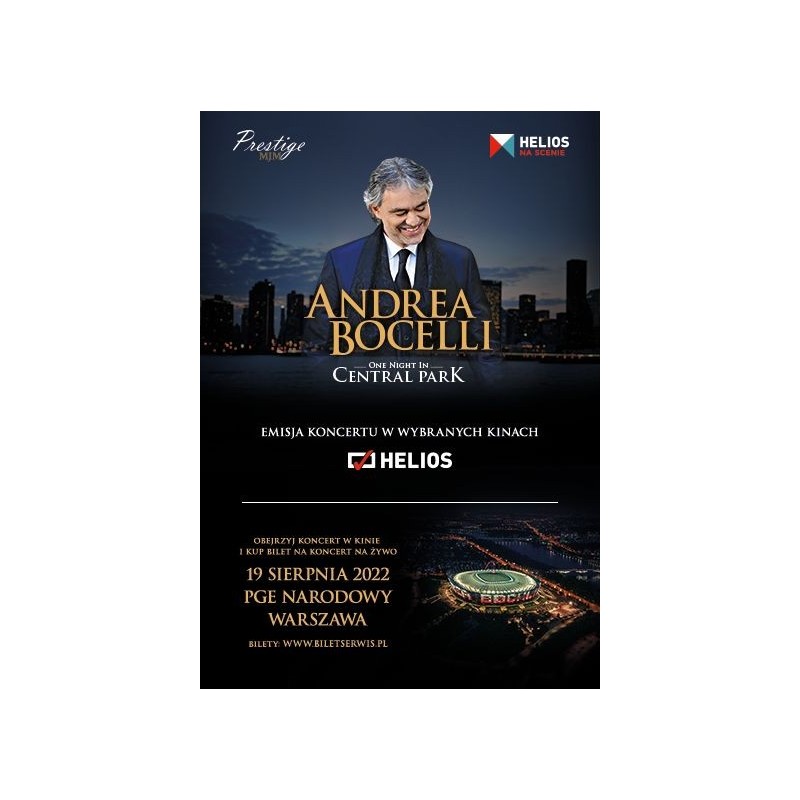 Prestige
MJM
HELIOS
NA SCENIE
ANDREA
BOCELLI
ONE NIGHT IN
CENTRAL PARK
EMISJA KONCERTU W WYBRANYCH KINACH
HELIOS
OBEJRZYJ KONCERT W KINIE
I KUP BILET NA KONCERT NA ŻYWO
19 SIERPNIA 2022
PGE NARODOWY
WARSZAWA
BILETY: WWW.BILETSERWIS.PL